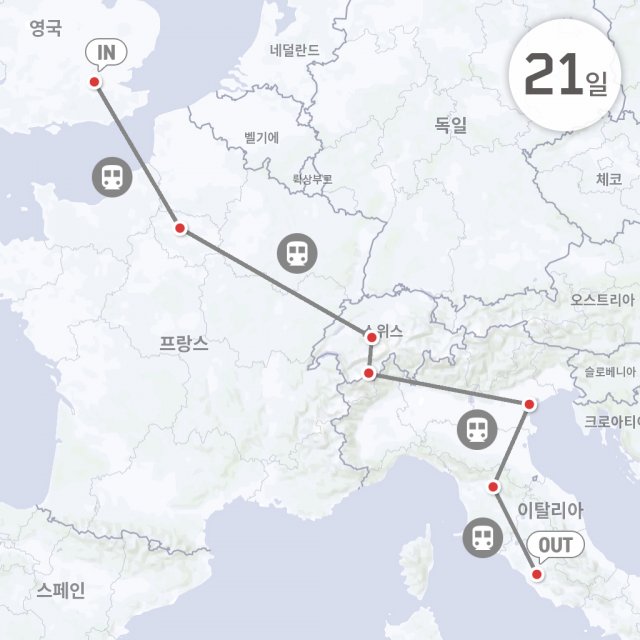 영국
IN
네덜란드
21일
벨기에
독일
룩상부르
체코
오스트리아
스위스
프랑스
슬로베니아
크로아티아
이탈리아
OUT
스페인